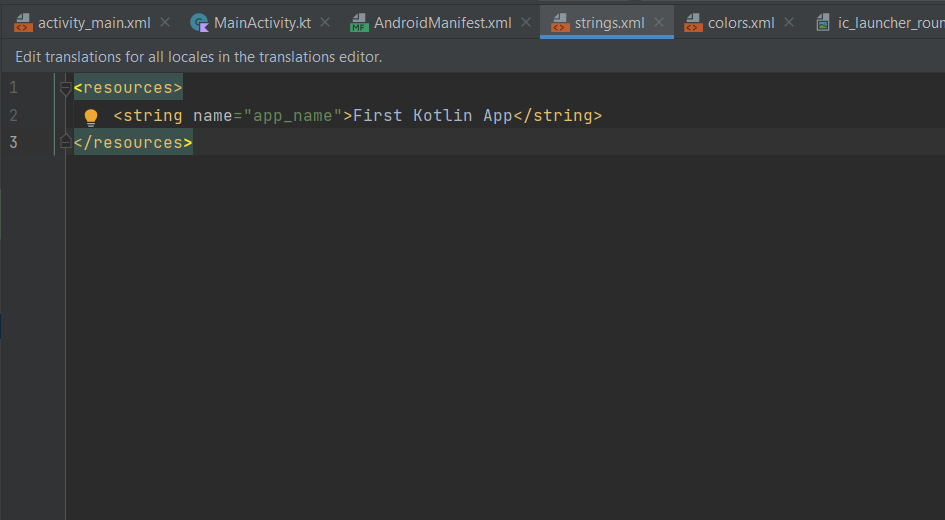 activity_main.xml MainActivity.kt AndroidManifest.xml strings.xml colors.xml ic_launcher_roun
Edit translations for all locales in the translations editor.
1 <resources>
2 <string name="app_name">First Kotlin App</string>
3 </resources>